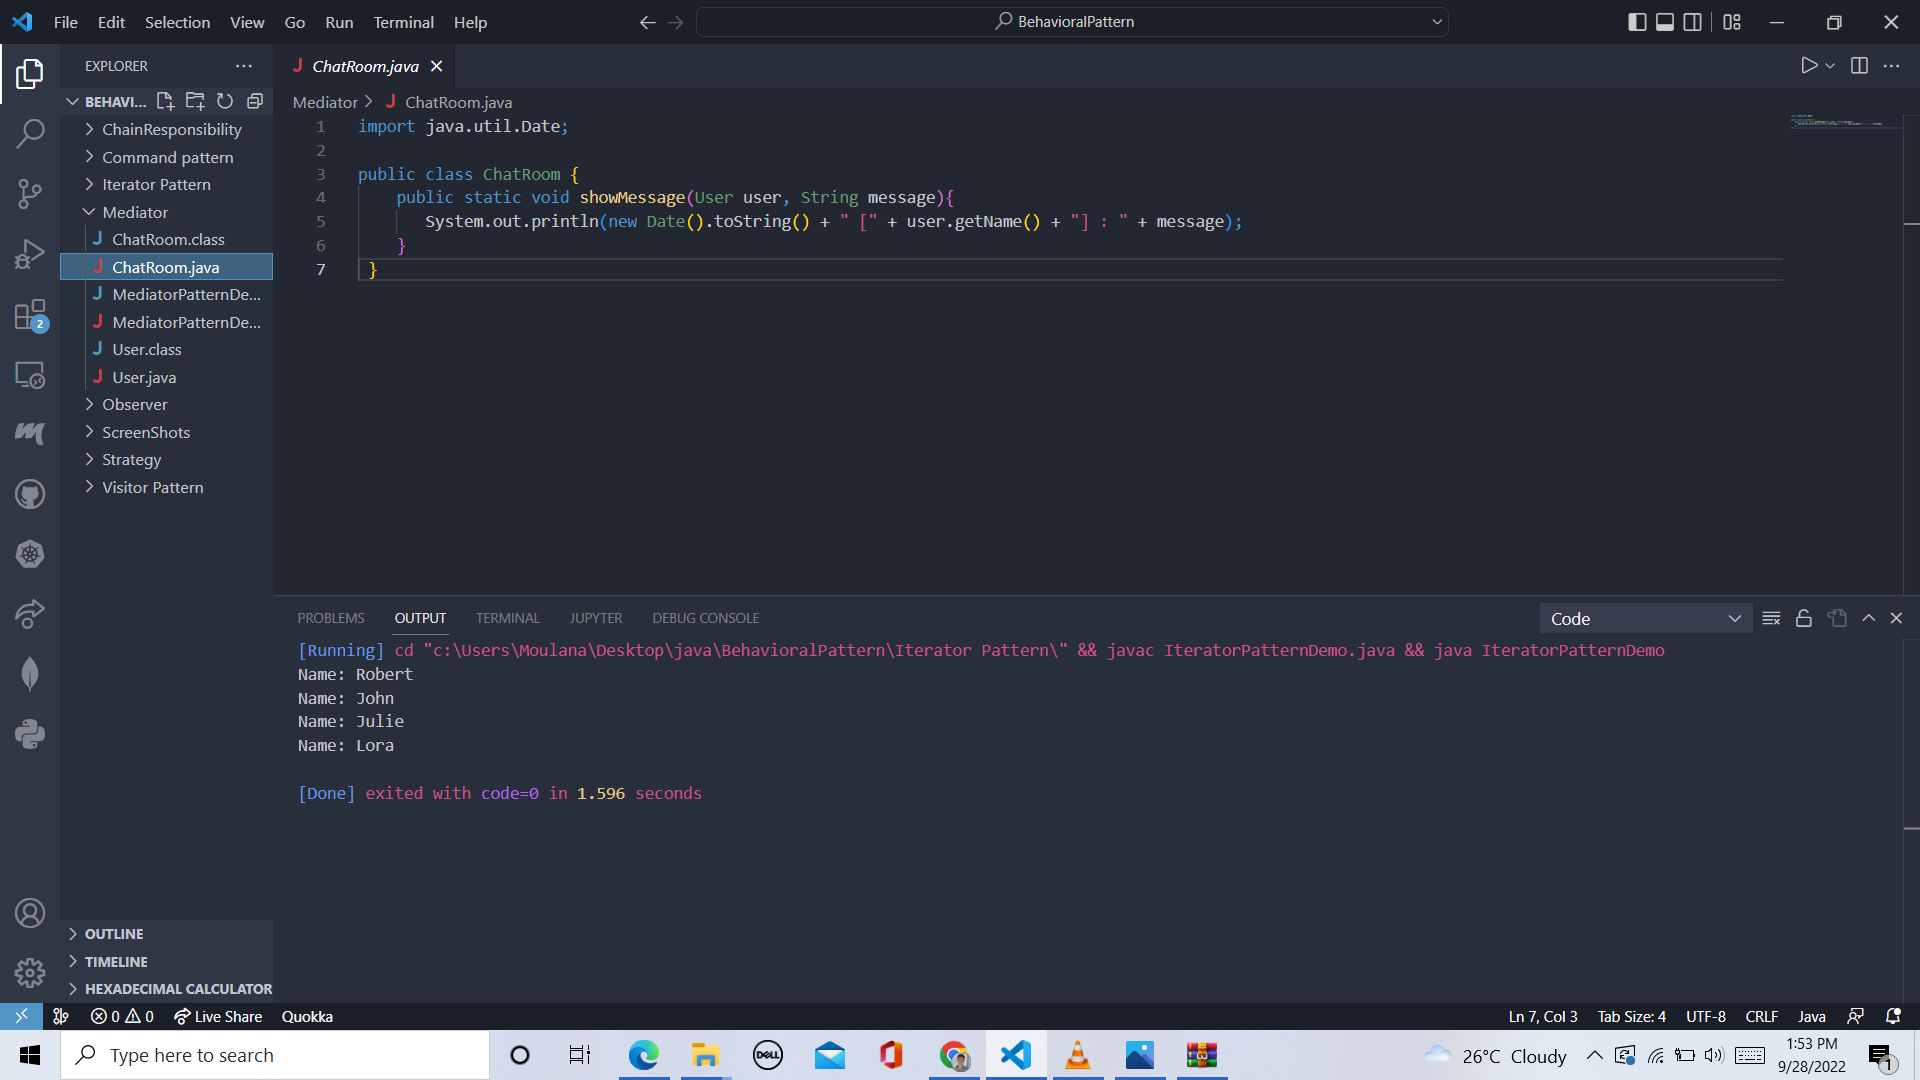 File Edit Selection View Go Run Terminal Help
BehavioralPattern
EXPLORER
BEHAVI...
ChainResponsibility
Command pattern
Iterator Pattern
Mediator
ChatRoom.class
ChatRoom.java
MediatorPatternDe...
MediatorPatternDe...
User.class
User.java
Observer
ScreenShots
Strategy
Visitor Pattern
OUTLINE
TIMELINE
HEXADECIMAL CALCULATOR
2
ChatRoom.java
Mediator > ChatRoom.java
1 import java.util.Date;
2
3 public class ChatRoom {
4 public static void showMessage(User user, String message){
5 System.out.println(new Date().toString() + " [" + user.getName() + "] : " + message);
6 }
7 }
PROBLEMS OUTPUT TERMINAL JUPYTER DEBUG CONSOLE
Code
[Running] cd "c:\Users\Moulana\Desktop\java\BehavioralPattern\Iterator Pattern\" && javac IteratorPatternDemo.java && java IteratorPatternDemo
Name: Robert
Name: John
Name: Julie
Name: Lora
[Done] exited with code=0 in 1.596 seconds
0 0 Live Share Quokka
Ln 7, Col 3 Tab Size: 4 UTF-8 CRLF Java
Type here to search
DELL
26°C Cloudy
1:53 PM
9/28/2022
1